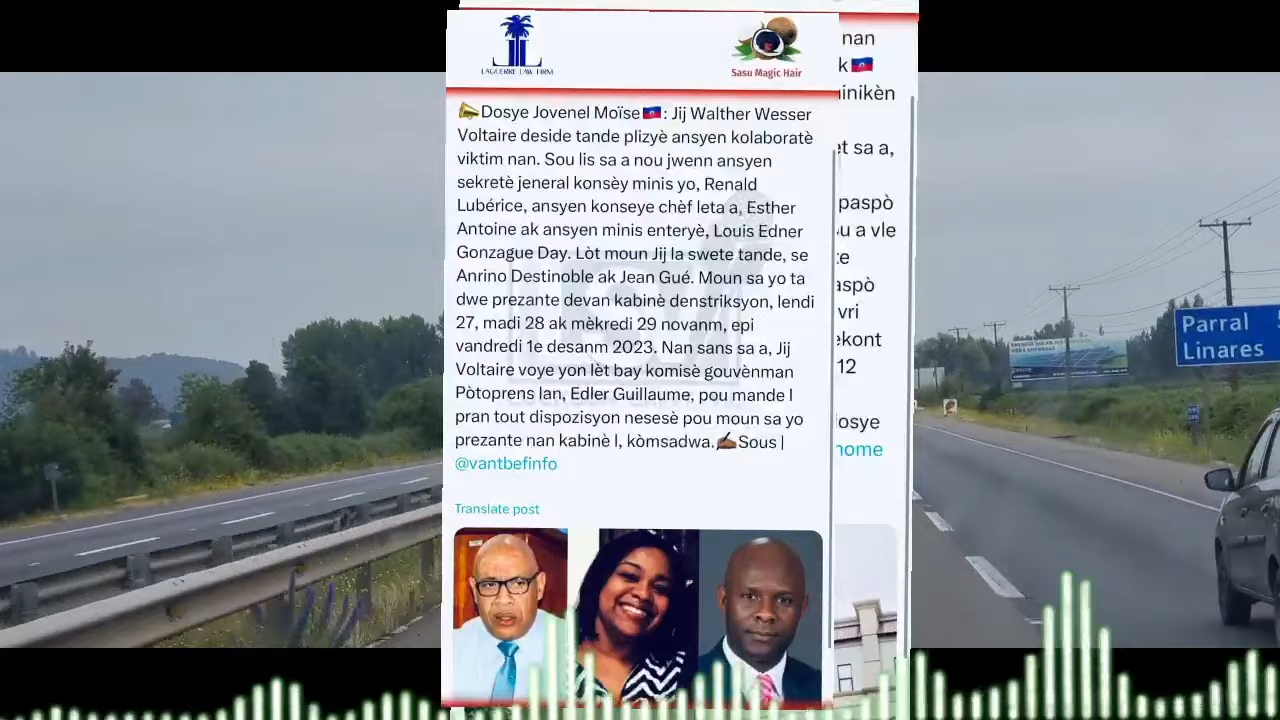 LAGUERRE LAW FIRM
Sasu Magic Hair
Dosye Jovenel Moïse🇭🇹: Jij Walther Wesser
Voltaire deside tande plizyè ansyen kolaboratè
viktim nan. Sou lis sa a nou jwenn ansyen
sekretè jeneral konsèy minis yo, Renald
Lubérice, ansyen konseye chèf leta a, Esther
Antoine ak ansyen minis enteryè, Louis Edner
Gonzague Day. Lòt moun Jij la swete tande, se
Anrino Destinoble ak Jean Gué. Moun sa yo ta
dwe prezante devan kabinè denstriksyon, lendi
27, madi 28 ak mèkredi 29 novanm, epi
vandredi 1e desanm 2023. Nan sans sa a, Jij
Voltaire voye yon lèt bay komisè gouvènman
Pòtoprens lan, Edler Guillaume, pou mande l
pran tout dispozisyon nesesè pou moun sa yo
prezante nan kabinè l, kòmsadwa.✍🏾Sous |
@vantbefinfo
Translate post
nan
k🇭🇹
inikèn
et sa a,
paspò
u a vle
te
aspò
vri
ekont
12
dosye
home
Parral
Linares